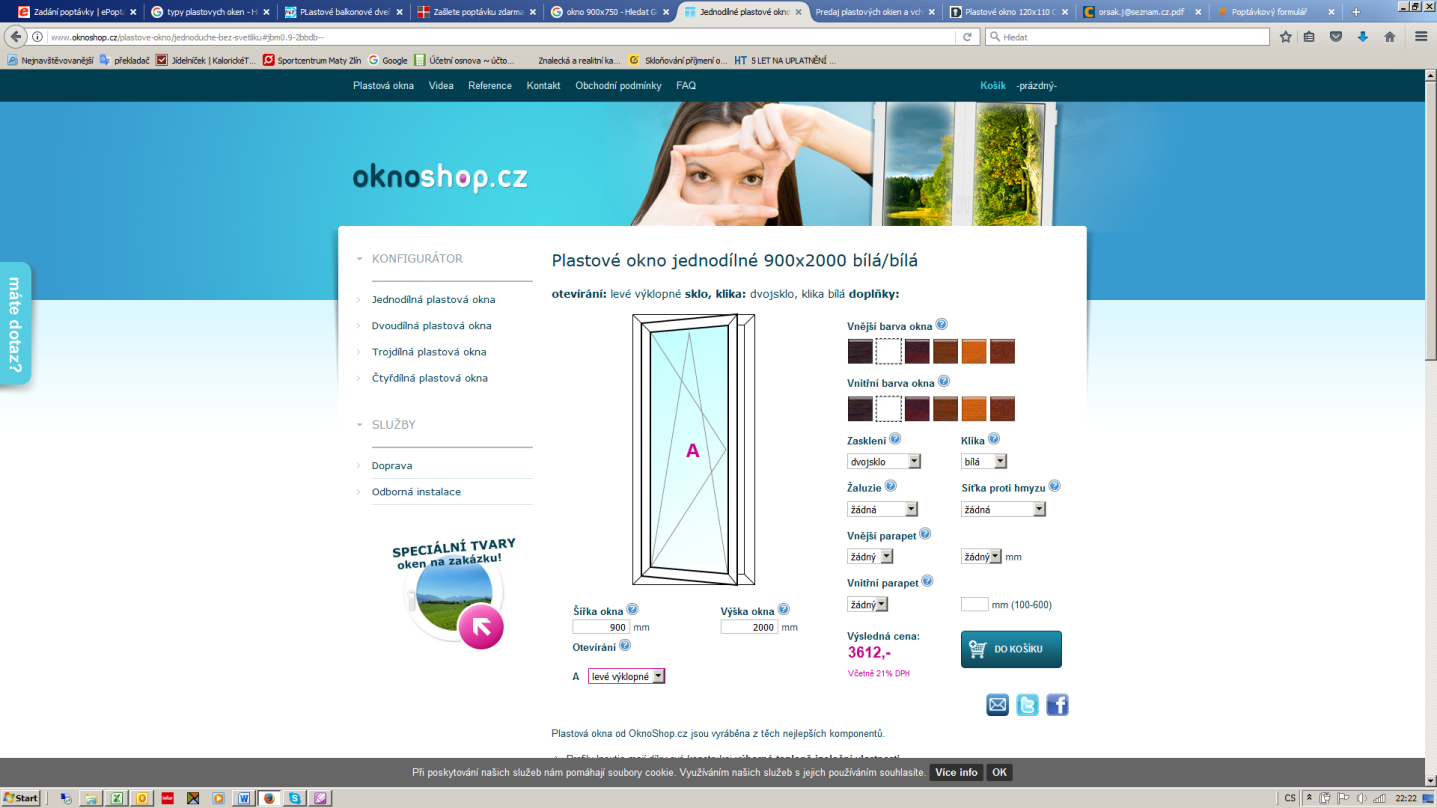 Zadání poptávky | ePopt
typy plastovych oken - H
PLastové balkonové dveř
Zašlete poptávku zdarma
okno 900x750 - Hledat G
Jednodílné plastové okno
Predaj plastových okien a vch
Plastové okno 120x110 C
orsak.j@seznam.cz.pdf
Poptávkový formulář
www.oknoshop.cz/plastove-okno/jednoduche-bez-svetliku#jbm0.9-2bbdb--
Hledat
Nejnavštěvovanější
překladač
Jídelníček | KalorickéT...
Sportcentrum Maty Zlín
Google
Účetní osnova ~ účto...
Znalecká a realitní ka...
Skloňování příjmení o...
HT 5 LET NA UPLATNĚNÍ ...
Plastová okna
Videa
Reference
Kontakt
Obchodní podmínky
FAQ
Košík -prázdný-
oknoshop.cz
máte dotaz?
KONFIGURÁTOR
Jednodílná plastová okna
Dvoudílná plastová okna
Trojdílná plastová okna
Čtyřdílná plastová okna
SLUŽBY
Doprava
Odborná instalace
SPECIÁLNÍ TVARY
oken na zakázku!
Plastové okno jednodílné 900x2000 bílá/bílá
otevírání: levé výklopné sklo, klika: dvojsklo, klika bílá doplňky:
A
Šířka okna
Výška okna
900 mm
2000 mm
Otevírání
A levé výklopné
Vnější barva okna
Vnitřní barva okna
Zasklení
Klika
dvojsklo
bílá
Žaluzie
Síťka proti hmyzu
žádná
žádná
Vnější parapet
žádný
žádný mm
Vnitřní parapet
žádný
mm (100-600)
Výsledná cena:
3612,-
Včetně 21% DPH
DO KOŠÍKU
Plastová okna od OknoShop.cz jsou vyráběna z těch nejlepších komponentů.
Při poskytování našich služeb nám pomáhají soubory cookie. Využíváním našich služeb s jejich používáním souhlasíte.
Více info
OK
Start
CS
22:22